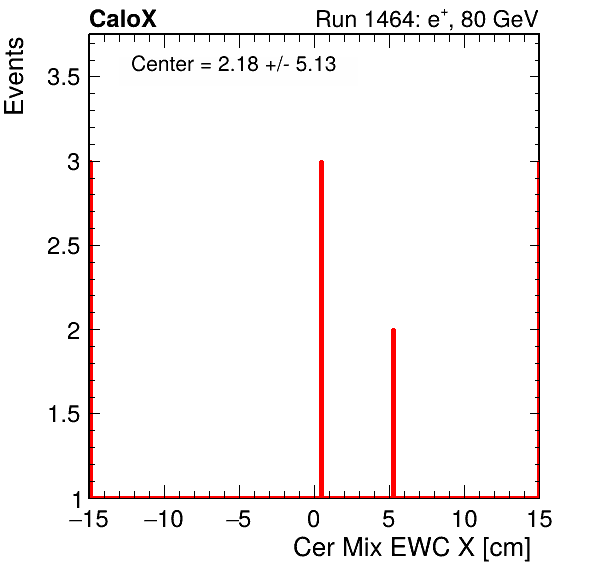 CaloX Run 1464: e⁺, 80 GeV
Center = 2.18 +/- 5.13
Events
3.5
3
2.5
2
1.5
1
−15 −10 −5 0 5 10 15
Cer Mix EWC X [cm]